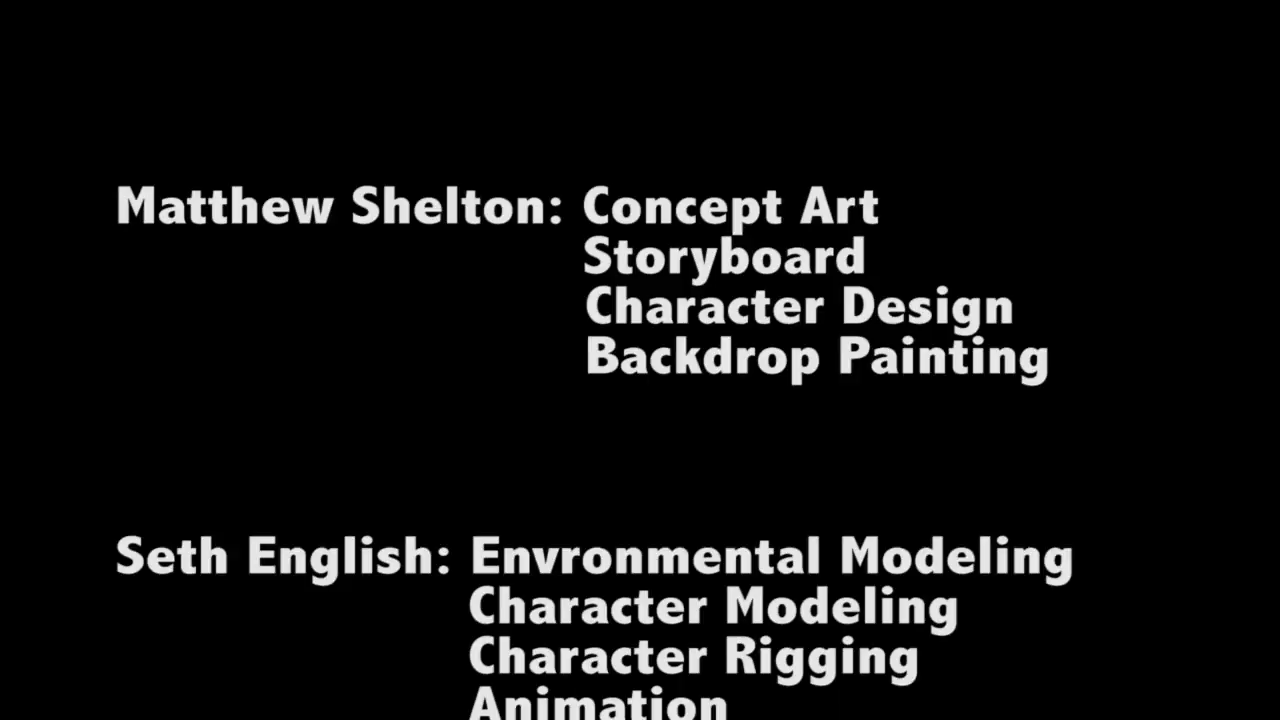 Matthew Shelton: Concept Art
Storyboard
Character Design
Backdrop Painting
Seth English: Envronmental Modeling
Character Modeling
Character Rigging
Animation